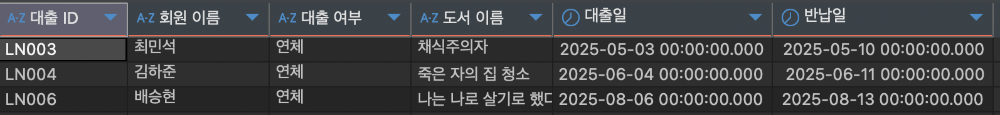 A-Z 대출 ID A-Z 회원 이름 A-Z 대출 여부 A-Z 도서 이름 대출일 반납일
LN003 최민석 연체 채식주의자 2025-05-03 00:00:00.000 2025-05-10 00:00:00.000
LN004 김하준 연체 죽은 자의 집 청소 2025-06-04 00:00:00.000 2025-06-11 00:00:00.000
LN006 배승현 연체 나는 나로 살기로 했다 2025-08-06 00:00:00.000 2025-08-13 00:00:00.000